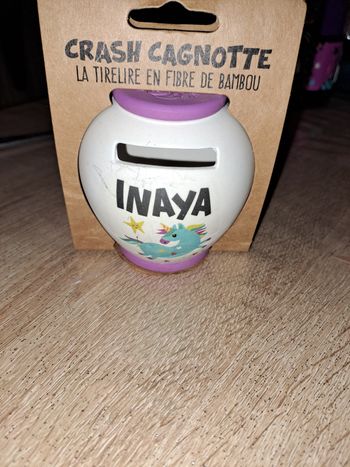 CRASH CAGNOTTE
LA TIRELIRE EN FIBRE DE BAMBOU
INAYA